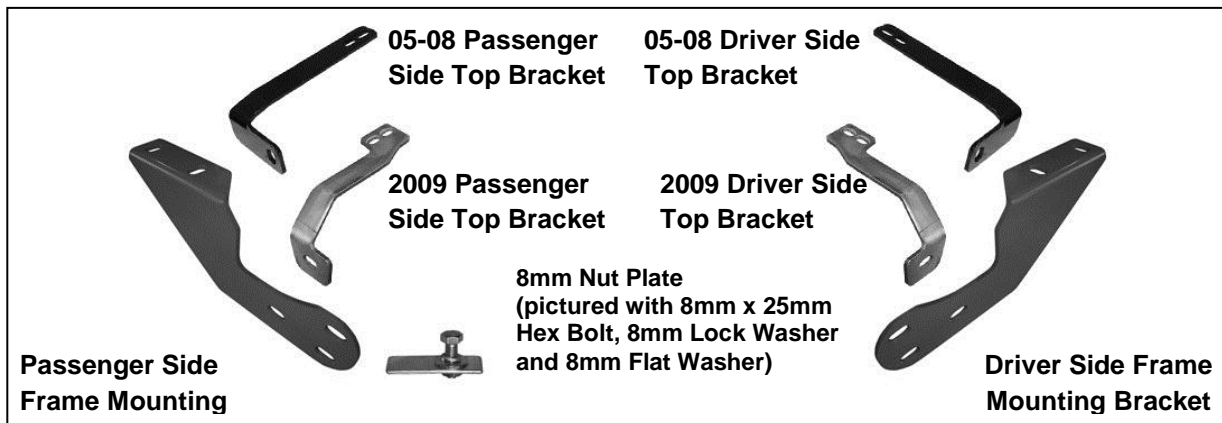 05-08 Passenger
Side Top Bracket
05-08 Driver Side
Top Bracket
2009 Passenger
Side Top Bracket
2009 Driver Side
Top Bracket
8mm Nut Plate
(pictured with 8mm x 25mm
Hex Bolt, 8mm Lock Washer
and 8mm Flat Washer)
Passenger Side
Frame Mounting
Driver Side Frame
Mounting Bracket